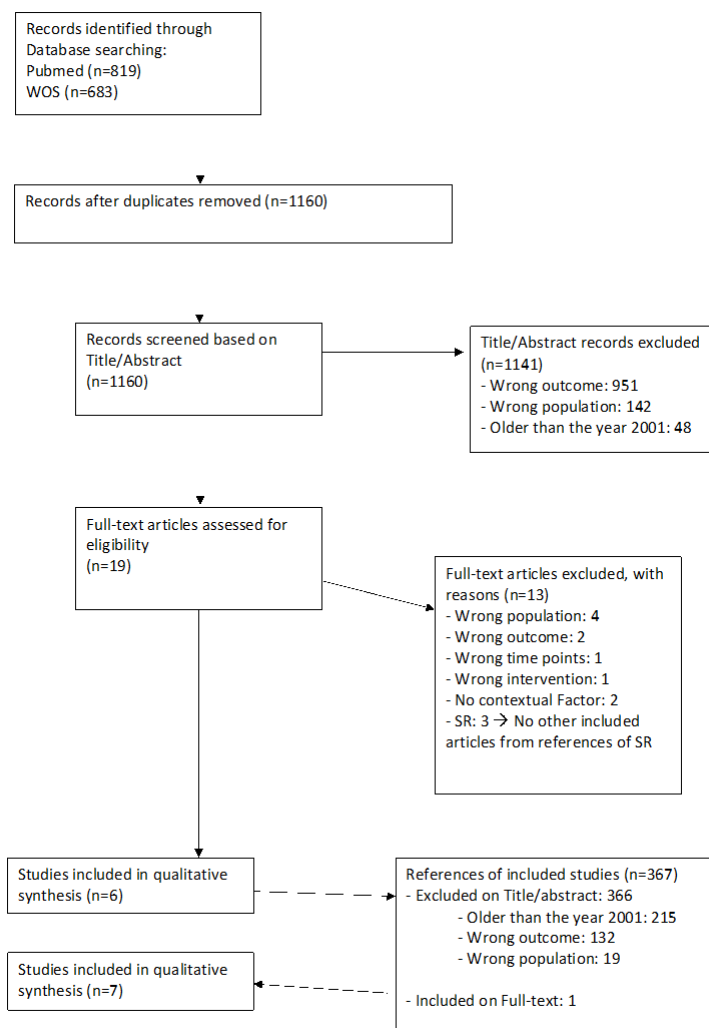 Records identified through
Database searching:
Pubmed (n=819)
WOS (n=683)
Records after duplicates removed (n=1160)
Records screened based on
Title/Abstract
(n=1160)
Title/Abstract records excluded
(n=1141)
- Wrong outcome: 951
- Wrong population: 142
- Older than the year 2001: 48
Full-text articles assessed for
eligibility
(n=19)
Full-text articles excluded, with
reasons (n=13)
- Wrong population: 4
- Wrong outcome: 2
- Wrong time points: 1
- Wrong intervention: 1
- No contextual Factor: 2
- SR: 3 → No other included
articles from references of SR
Studies included in qualitative
synthesis (n=6)
References of included studies (n=367)
- Excluded on Title/abstract: 366
- Older than the year 2001: 215
- Wrong outcome: 132
- Wrong population: 19
- Included on Full-text: 1
Studies included in qualitative
synthesis (n=7)